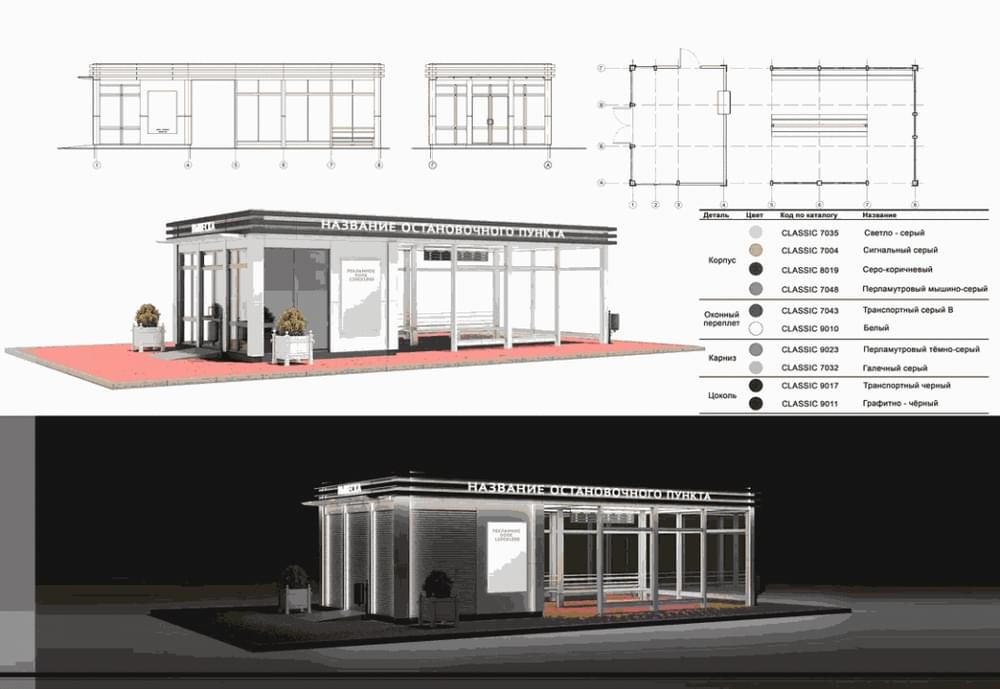 НАЗВАНИЕ ОСТАНОВОЧНОГО ПУНКТА
РЕКЛАМНОЕ
ПОЛЕ
Деталь Цвет Код по каталогу Название
Корпус
CLASSIC 7035 Светло - серый
CLASSIC 7004 Сигнальный серый
CLASSIC 8019 Серо-коричневый
CLASSIC 7048 Перламутровый мышино-серый
Оконный переплет
CLASSIC 7043 Транспортный серый В
CLASSIC 9010 Белый
Карниз
CLASSIC 9023 Перламутровый тёмно-серый
CLASSIC 7032 Галечный серый
Цоколь
CLASSIC 9017 Транспортный черный
CLASSIC 9011 Графитно - чёрный
НАЗВАНИЕ ОСТАНОВОЧНОГО ПУНКТА
РЕКЛАМНОЕ